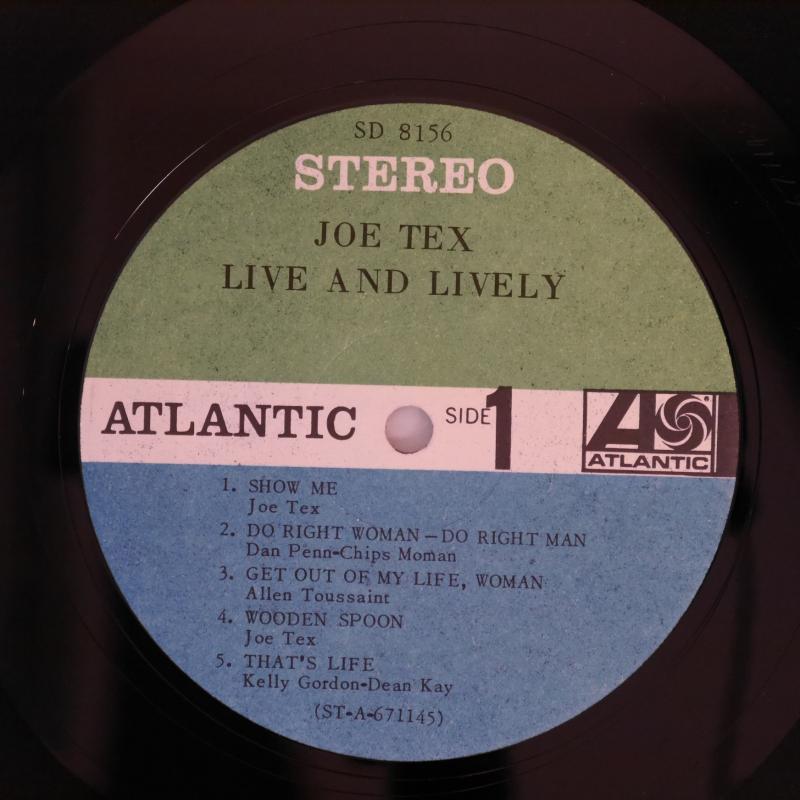 SD 8156
STEREO
JOE TEX
LIVE AND LIVELY
ATLANTIC
SIDE 1
ATLANTIC
1. SHOW ME
Joe Tex
2. DO RIGHT WOMAN — DO RIGHT MAN
Dan Penn-Chips Moman
3. GET OUT OF MY LIFE, WOMAN
Allen Toussaint
4. WOODEN SPOON
Joe Tex
5. THAT'S LIFE
Kelly Gordon-Dean Kay
(ST-A-671145)